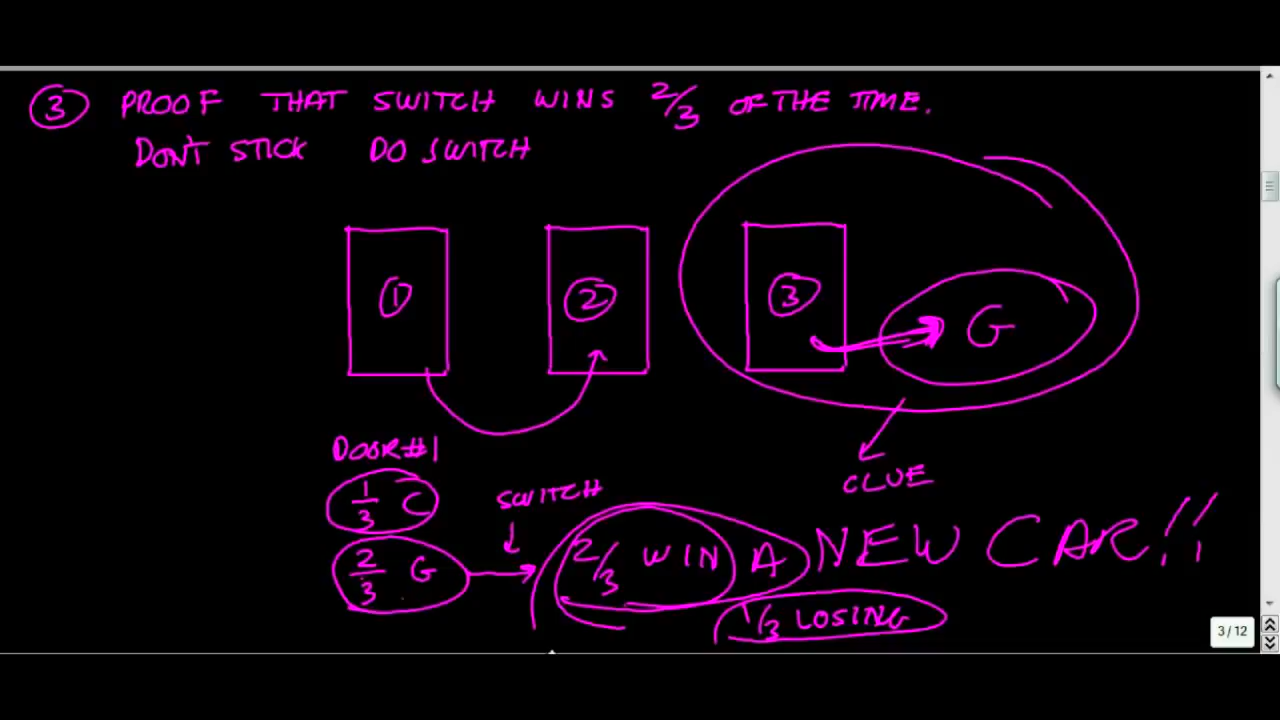 ③ PROOF THAT SWITCH WINS 2/3 OF THE TIME.
DON'T STICK DO SWITCH
① ② ③
G
DOOR #1
CLUE
1/3 C
SWITCH
2/3 G
2/3 WIN A NEW CAR!!
1/3 LOSING
3 / 12